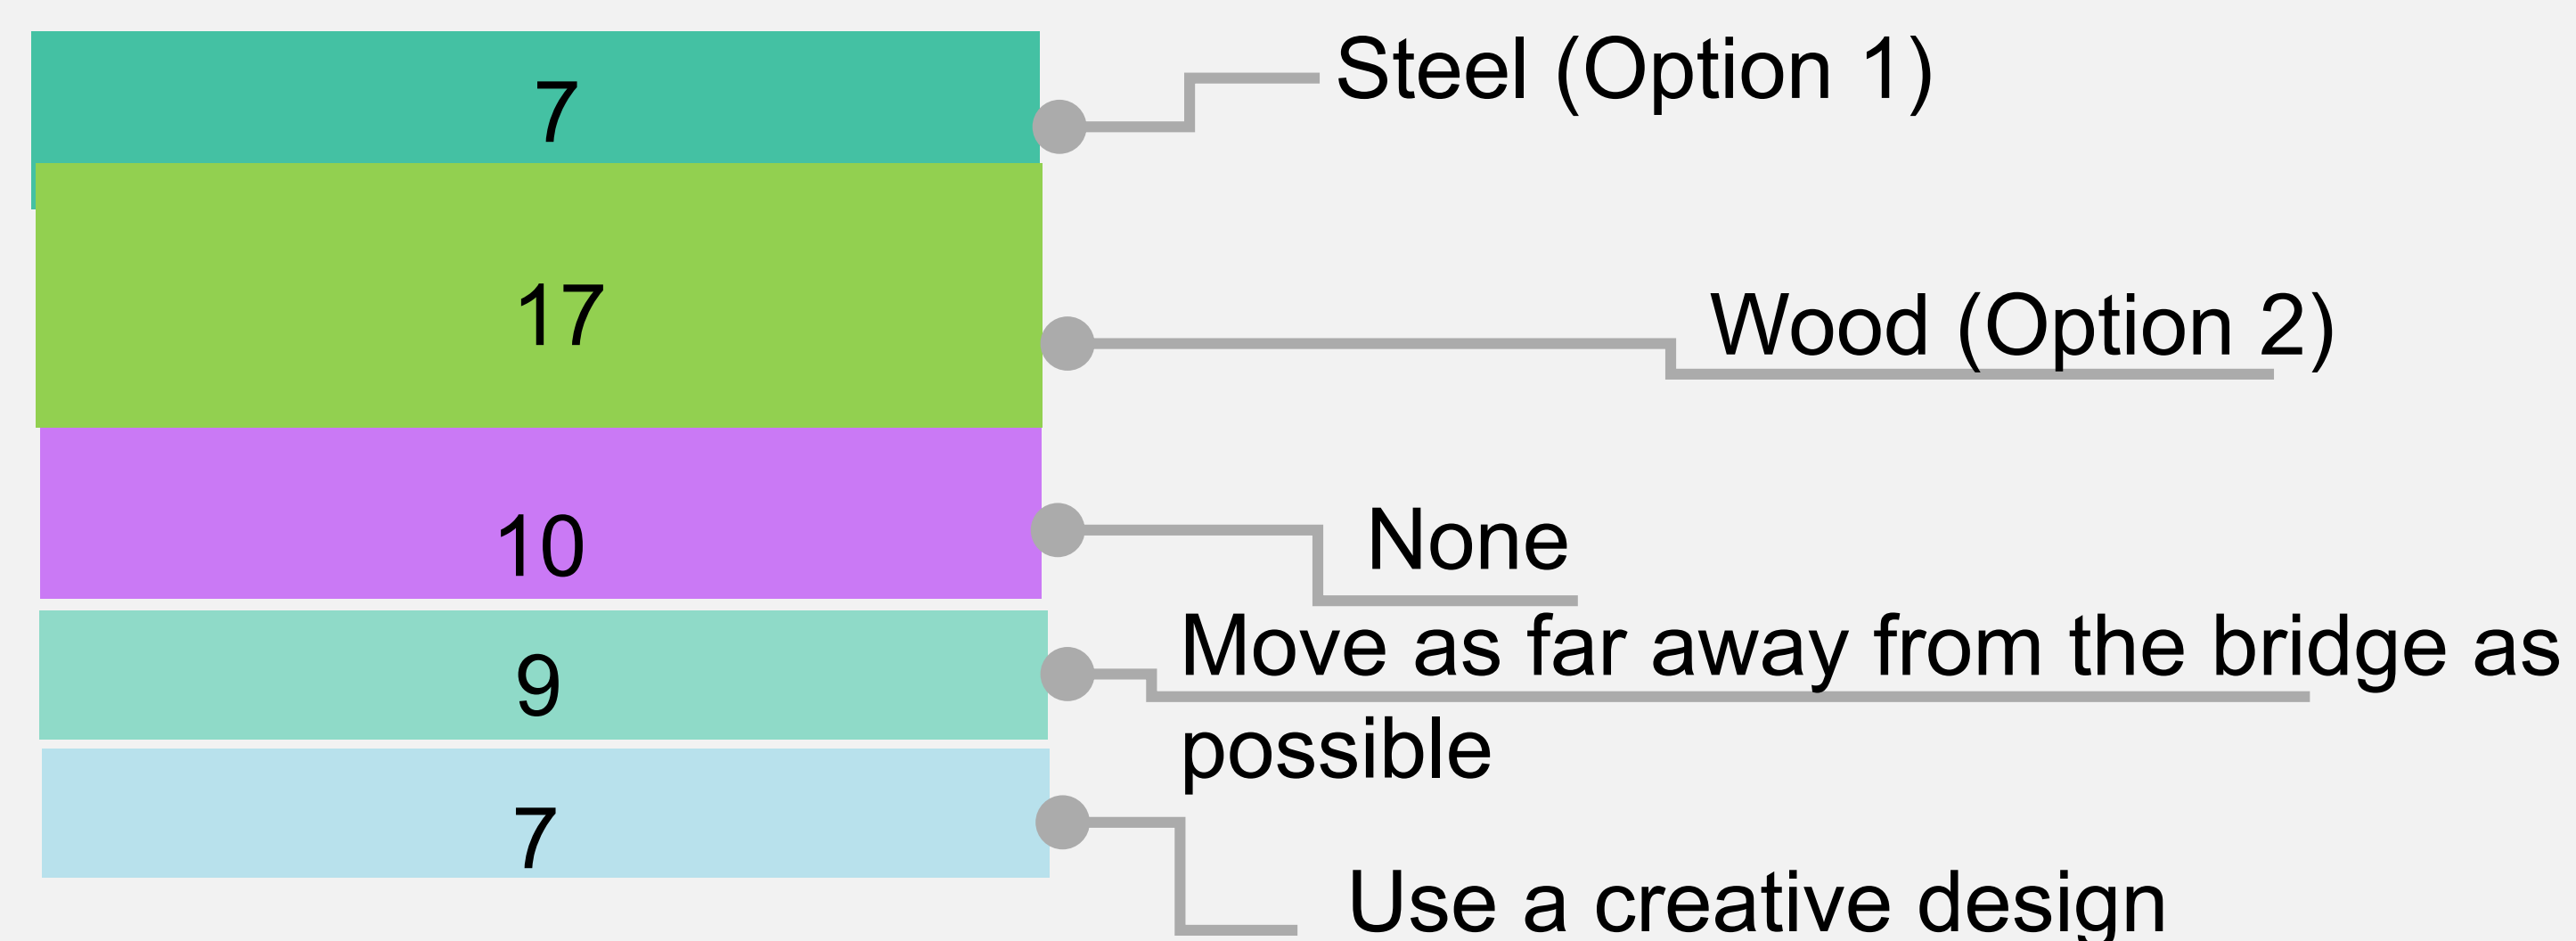 7
Steel (Option 1)
17
Wood (Option 2)
10
None
9
Move as far away from the bridge as
possible
7
Use a creative design